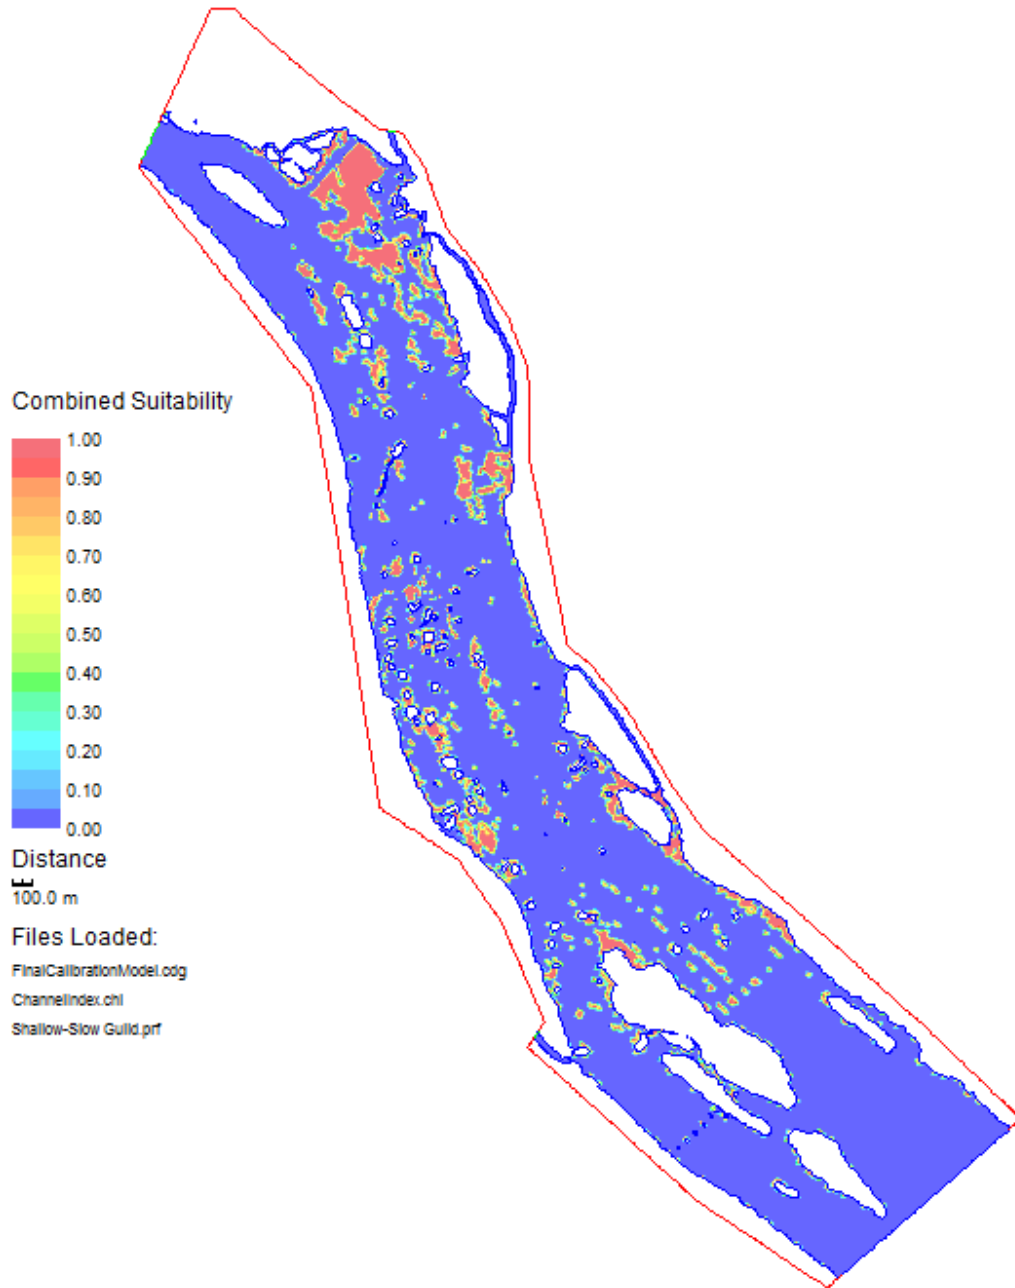 Combined Suitability
1.00
0.90
0.80
0.70
0.60
0.50
0.40
0.30
0.20
0.10
0.00
Distance
100.0 m
Files Loaded:
FinalCalibrationModel.cdg
ChannelIndex.chi
Shallow-Slow Guild.prf